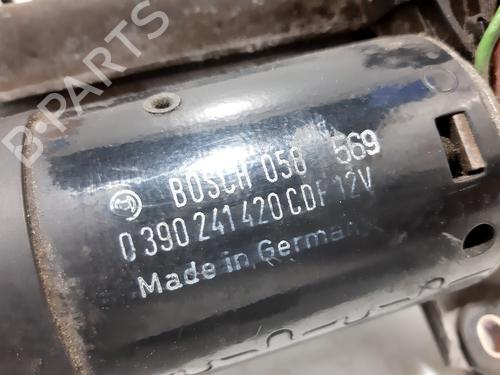 B-PARTS
BOSCH 058 569
0 390 241 420 CDF 12V
Made in German